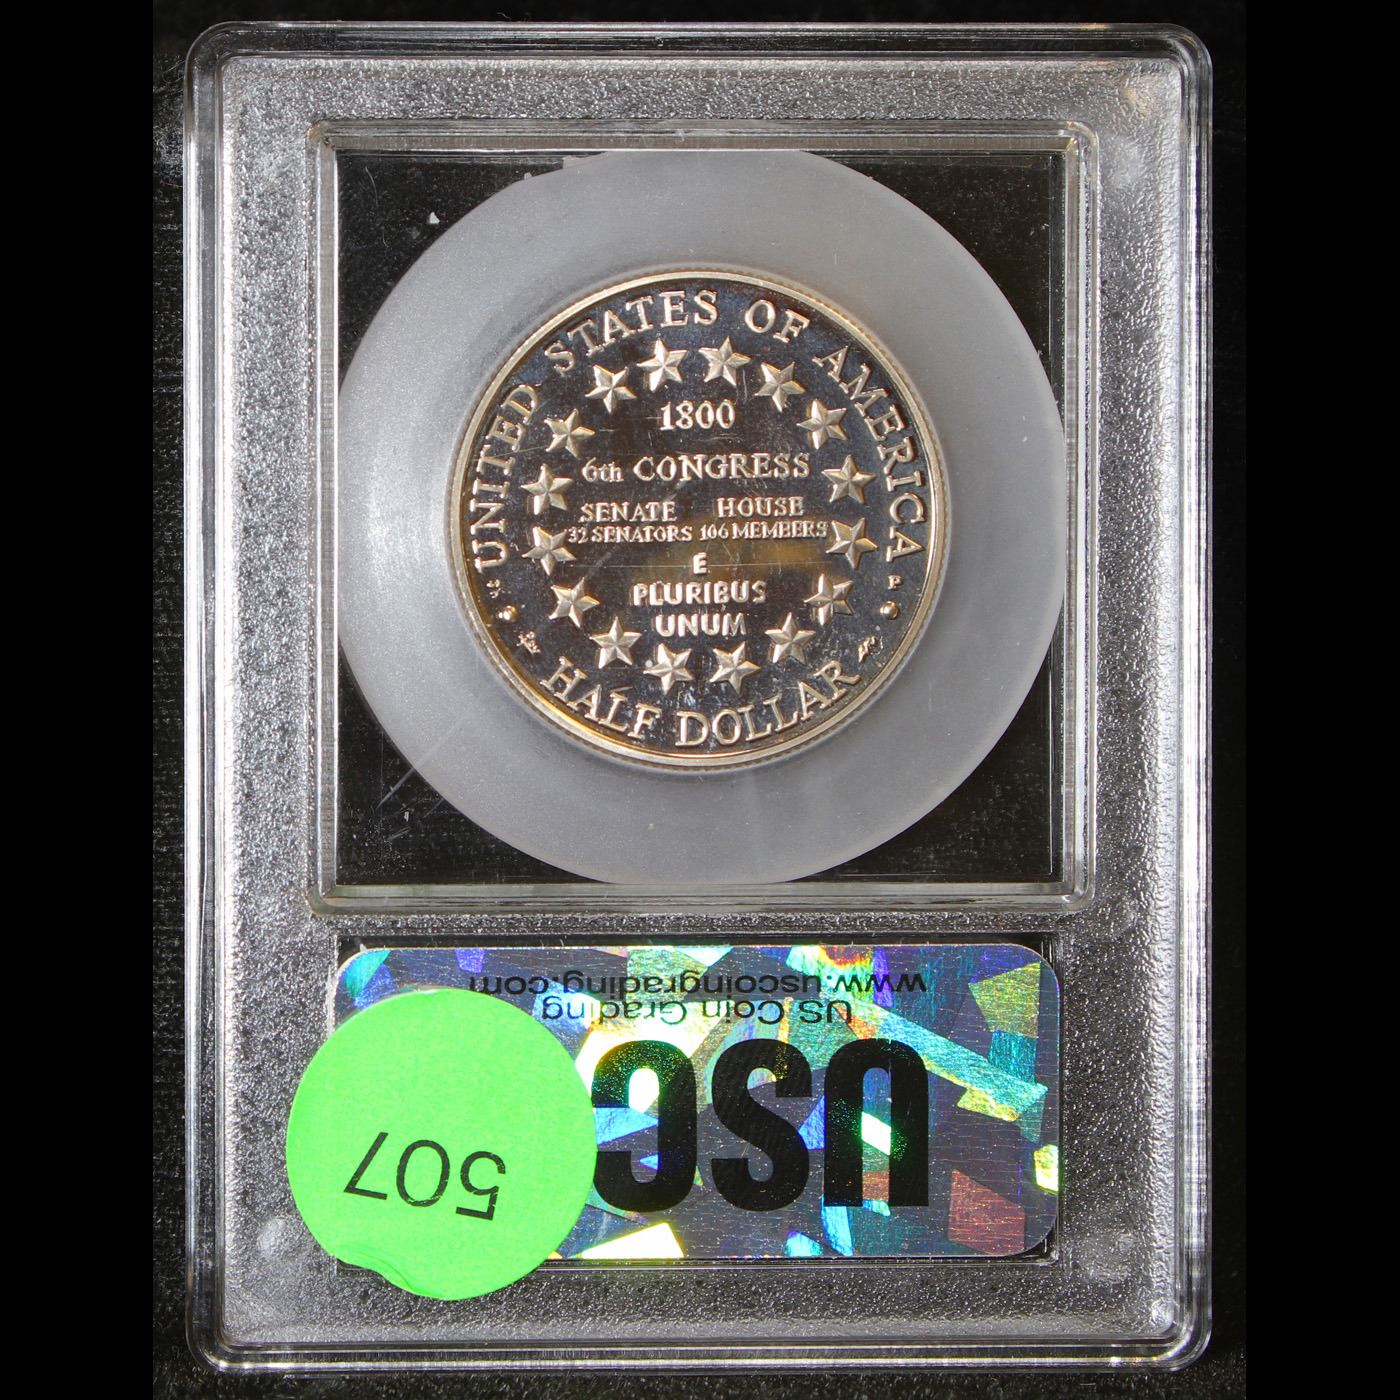 UNITED STATES OF AMERICA
1800
6th CONGRESS
SENATE HOUSE
32 SENATORS 106 MEMBERS
E
PLURIBUS
UNUM
P
HALF DOLLAR
USCG
US Coin Grading
www.uscoingrading.com
507